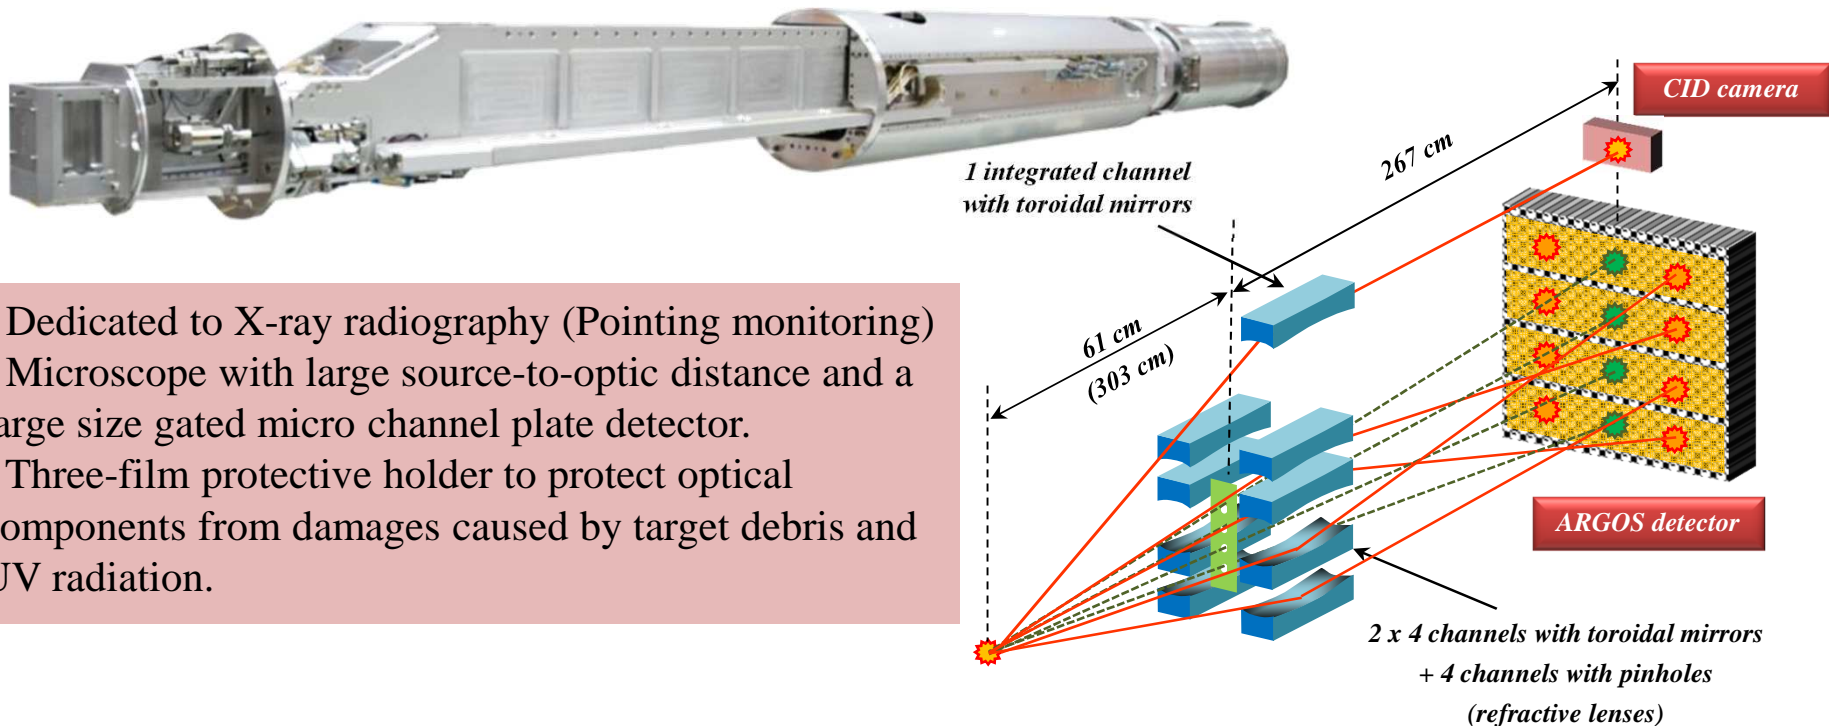 CID camera
267 cm
1 integrated channel
with toroidal mirrors
61 cm
(303 cm)
Dedicated to X-ray radiography (Pointing monitoring)
Microscope with large source-to-optic distance and a
arge size gated micro channel plate detector.
Three-film protective holder to protect optical
omponents from damages caused by target debris and
UV radiation.
ARGOS detector
2 x 4 channels with toroidal mirrors
+ 4 channels with pinholes
(refractive lenses)